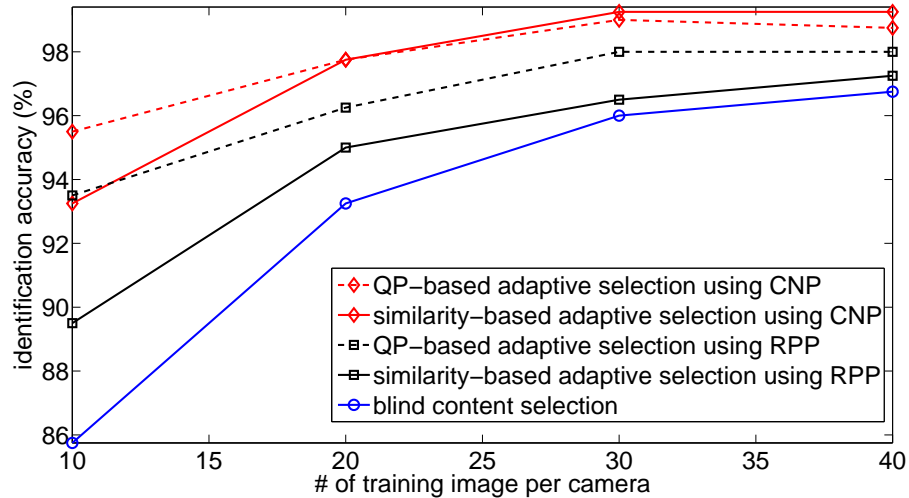 identification accuracy (%)
98
96
94
92
90
88
86
QP−based adaptive selection using CNP
similarity−based adaptive selection using CNP
QP−based adaptive selection using RPP
similarity−based adaptive selection using RPP
blind content selection
10 15 20 25 30 35 40
# of training image per camera